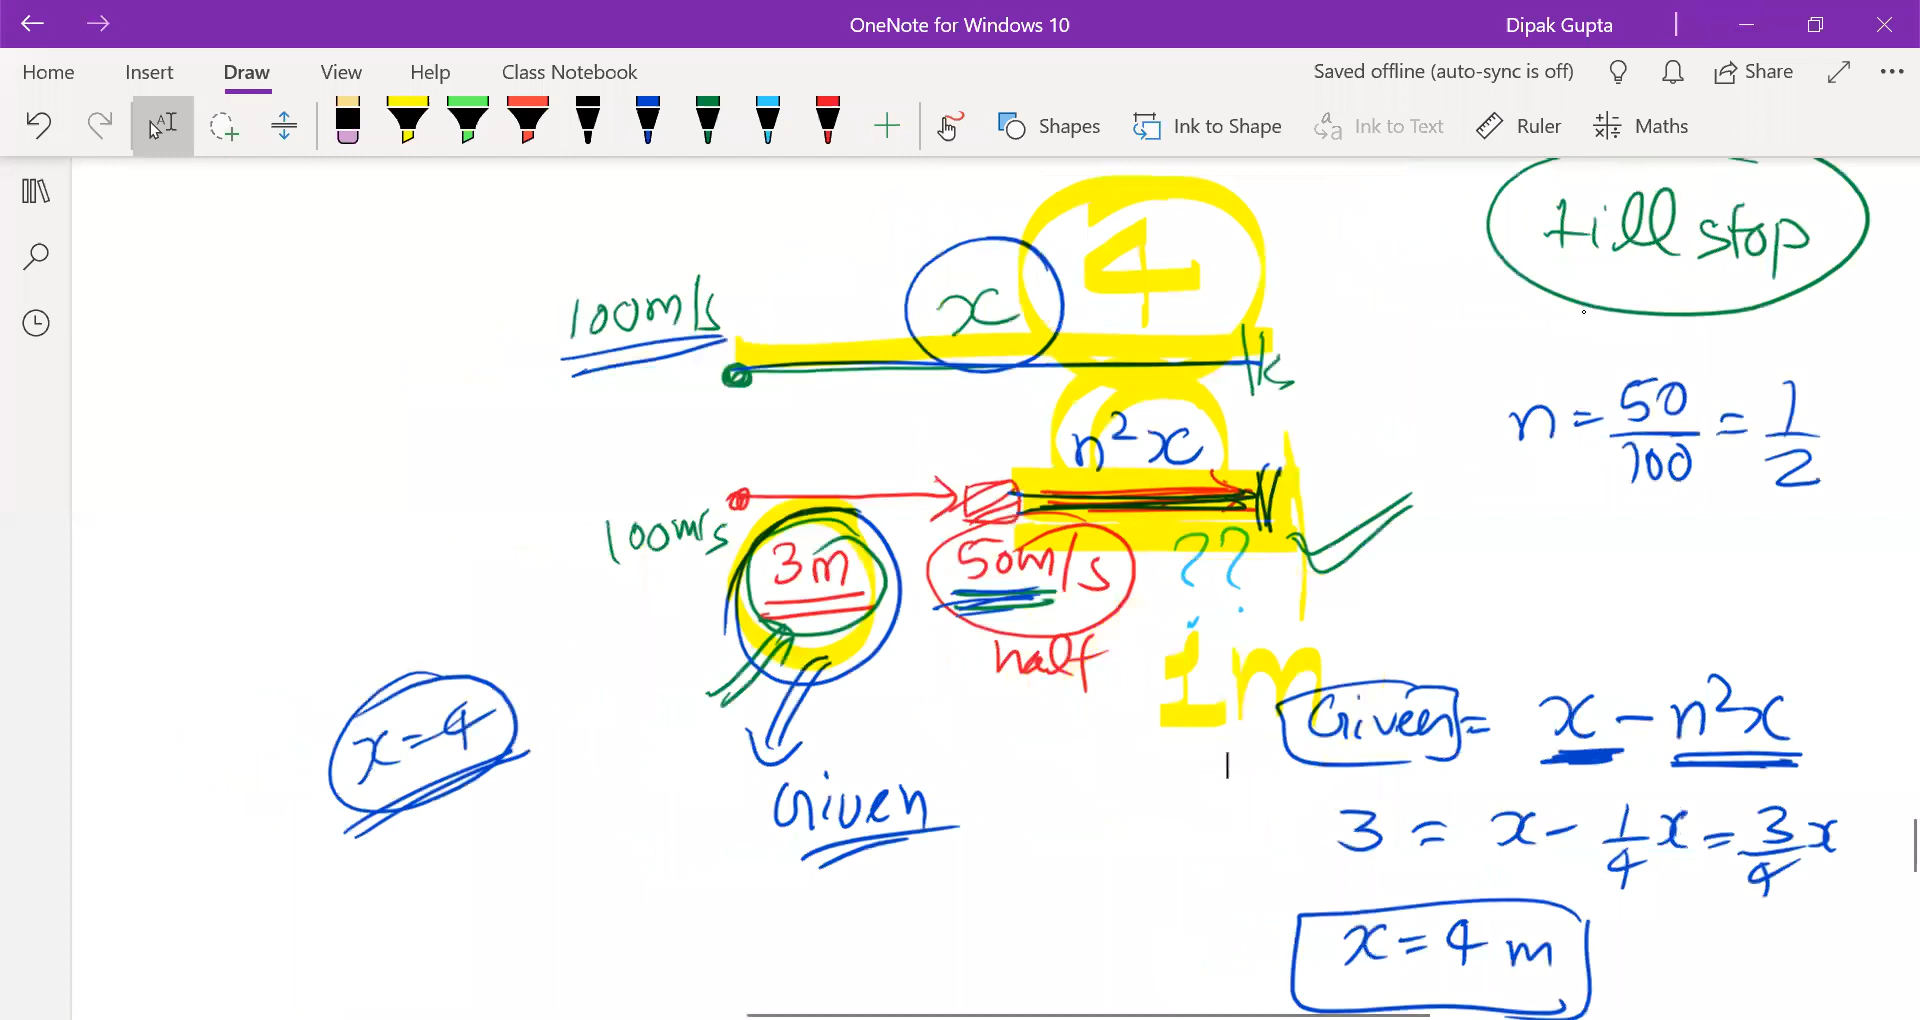 OneNote for Windows 10
Dipak Gupta
Home Insert Draw View Help Class Notebook
Saved offline (auto-sync is off)
Share
Shapes
Ink to Shape
Ink to Text
Ruler
Maths
till stop
100m/s
x
4
n²x
n = 50/100 = 1/2
100m/s
3m
50m/s
??
half
1m
x=4
Given
Given = x - n²x
3 = x - 1/4 x = 3/4 x
x = 4 m